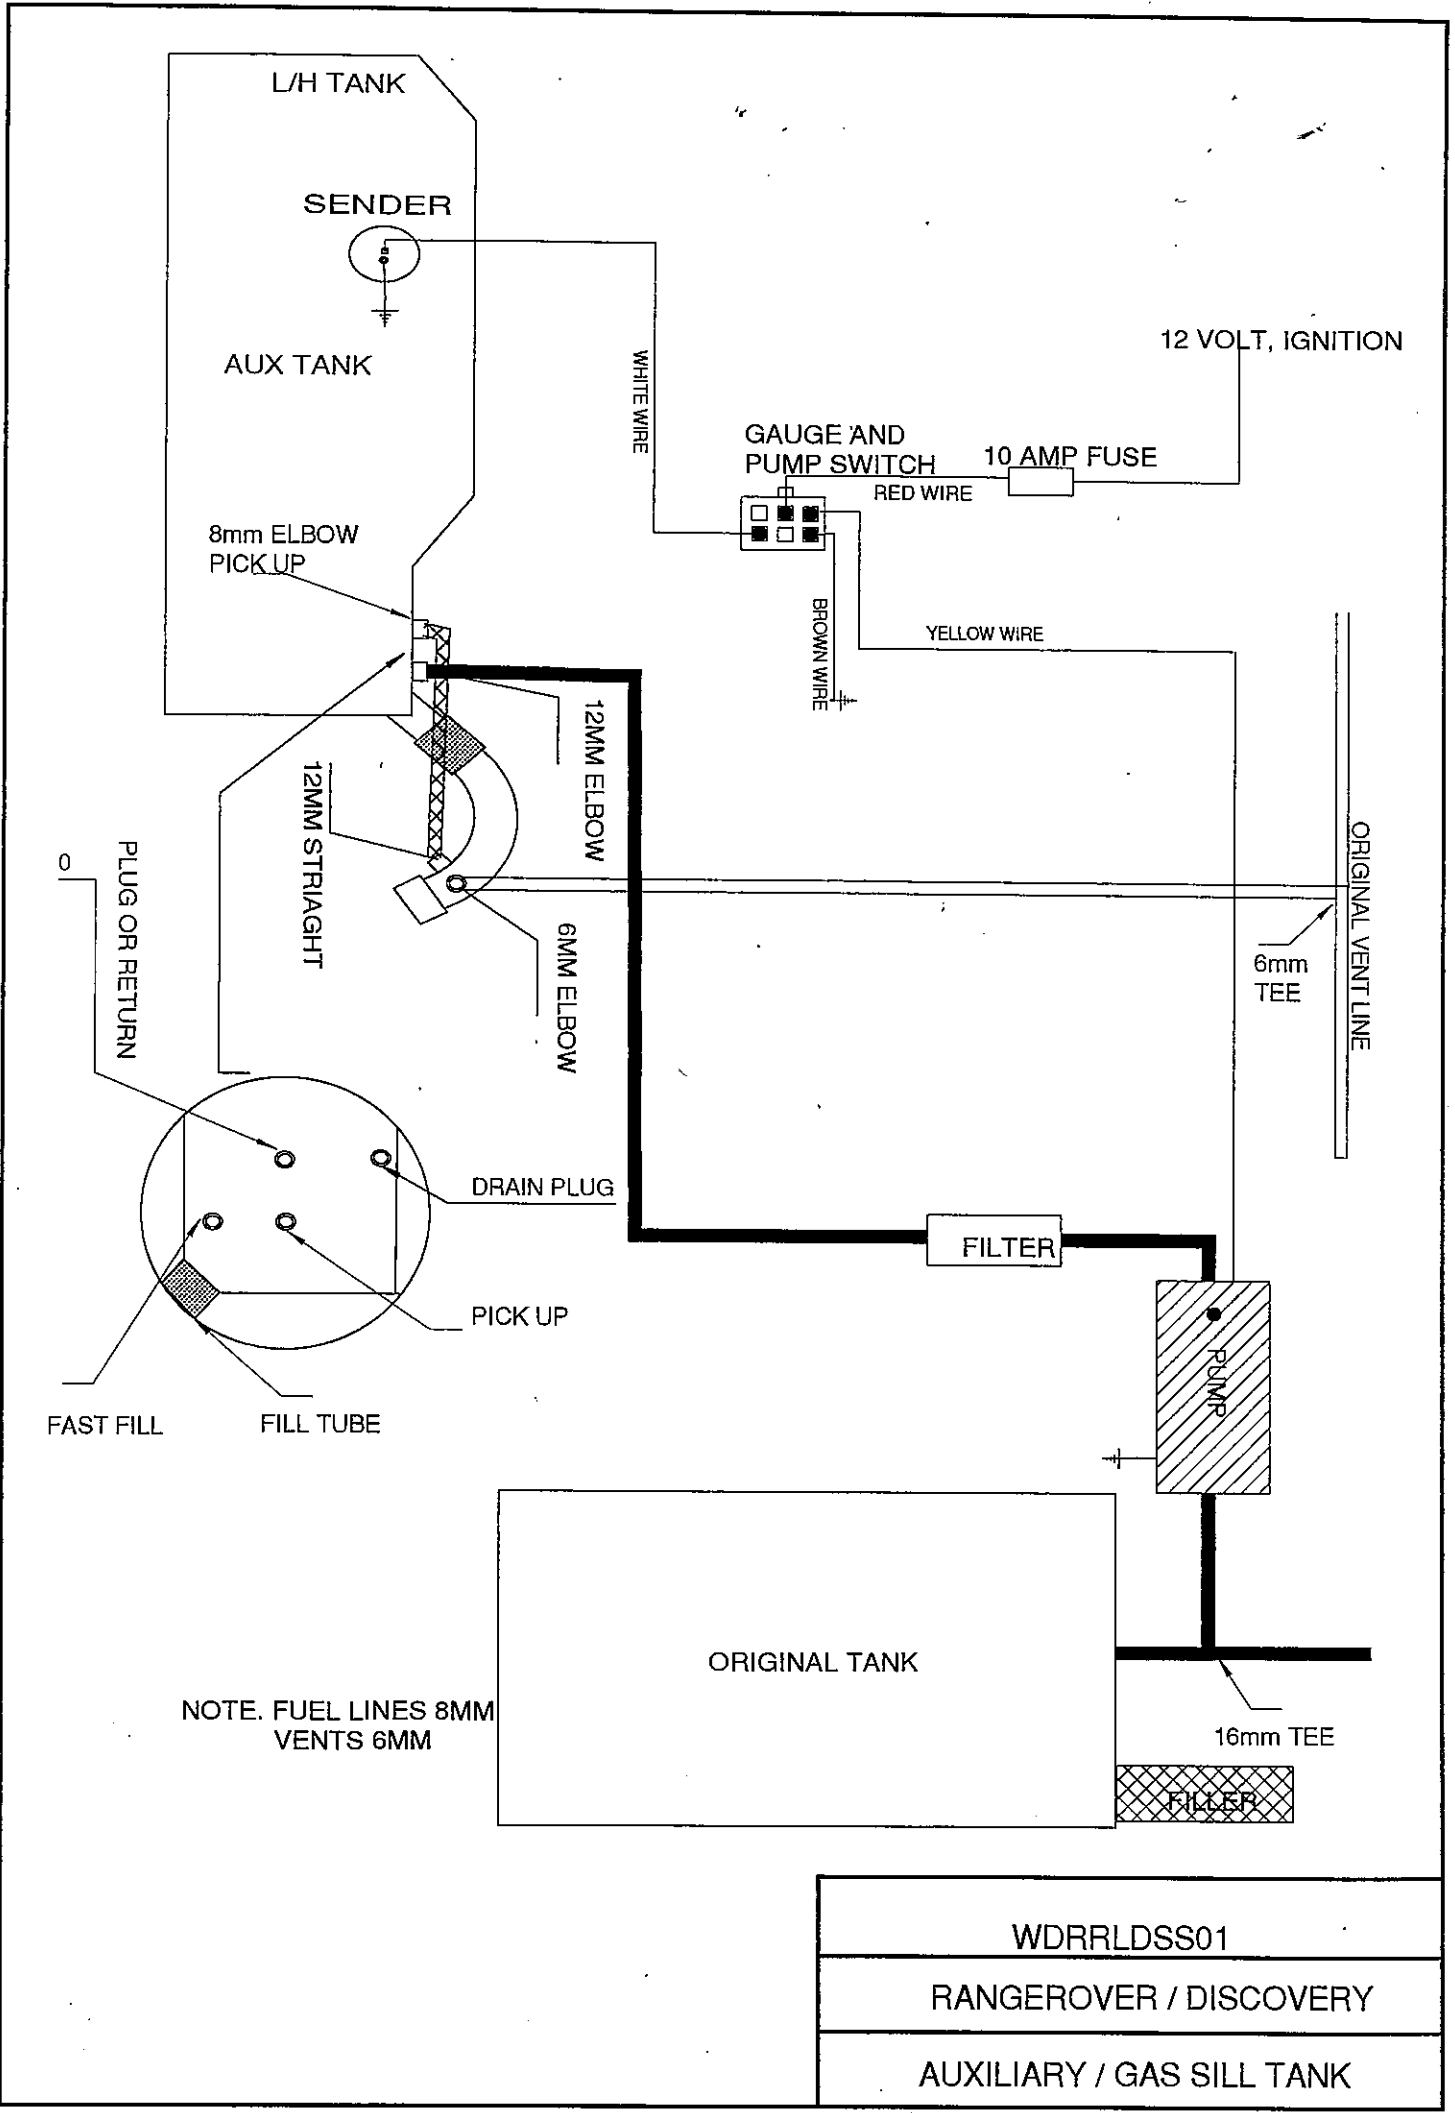 L/H TANK
SENDER
AUX TANK
WHITE WIRE
12 VOLT, IGNITION
GAUGE AND
PUMP SWITCH
10 AMP FUSE
RED WIRE
8mm ELBOW
PICK UP
BROWN WIRE
YELLOW WIRE
12MM ELBOW
12MM STRIAGHT
ORIGINAL VENT LINE
0
PLUG OR RETURN
6MM ELBOW
6mm
TEE
DRAIN PLUG
FILTER
PICK UP
PUMP
FAST FILL
FILL TUBE
ORIGINAL TANK
NOTE. FUEL LINES 8MM
VENTS 6MM
16mm TEE
FILLER
WDRRLDSS01
RANGEROVER / DISCOVERY
AUXILIARY / GAS SILL TANK